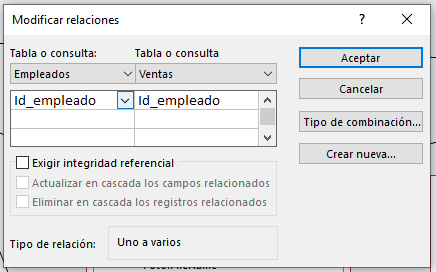 Modificar relaciones
Tabla o consulta: Tabla o consulta
Empleados Ventas
Id_empleado Id_empleado
Aceptar
Cancelar
Tipo de combinación...
Crear nueva...
Exigir integridad referencial
Actualizar en cascada los campos relacionados
Eliminar en cascada los registros relacionados
Tipo de relación: Uno a varios